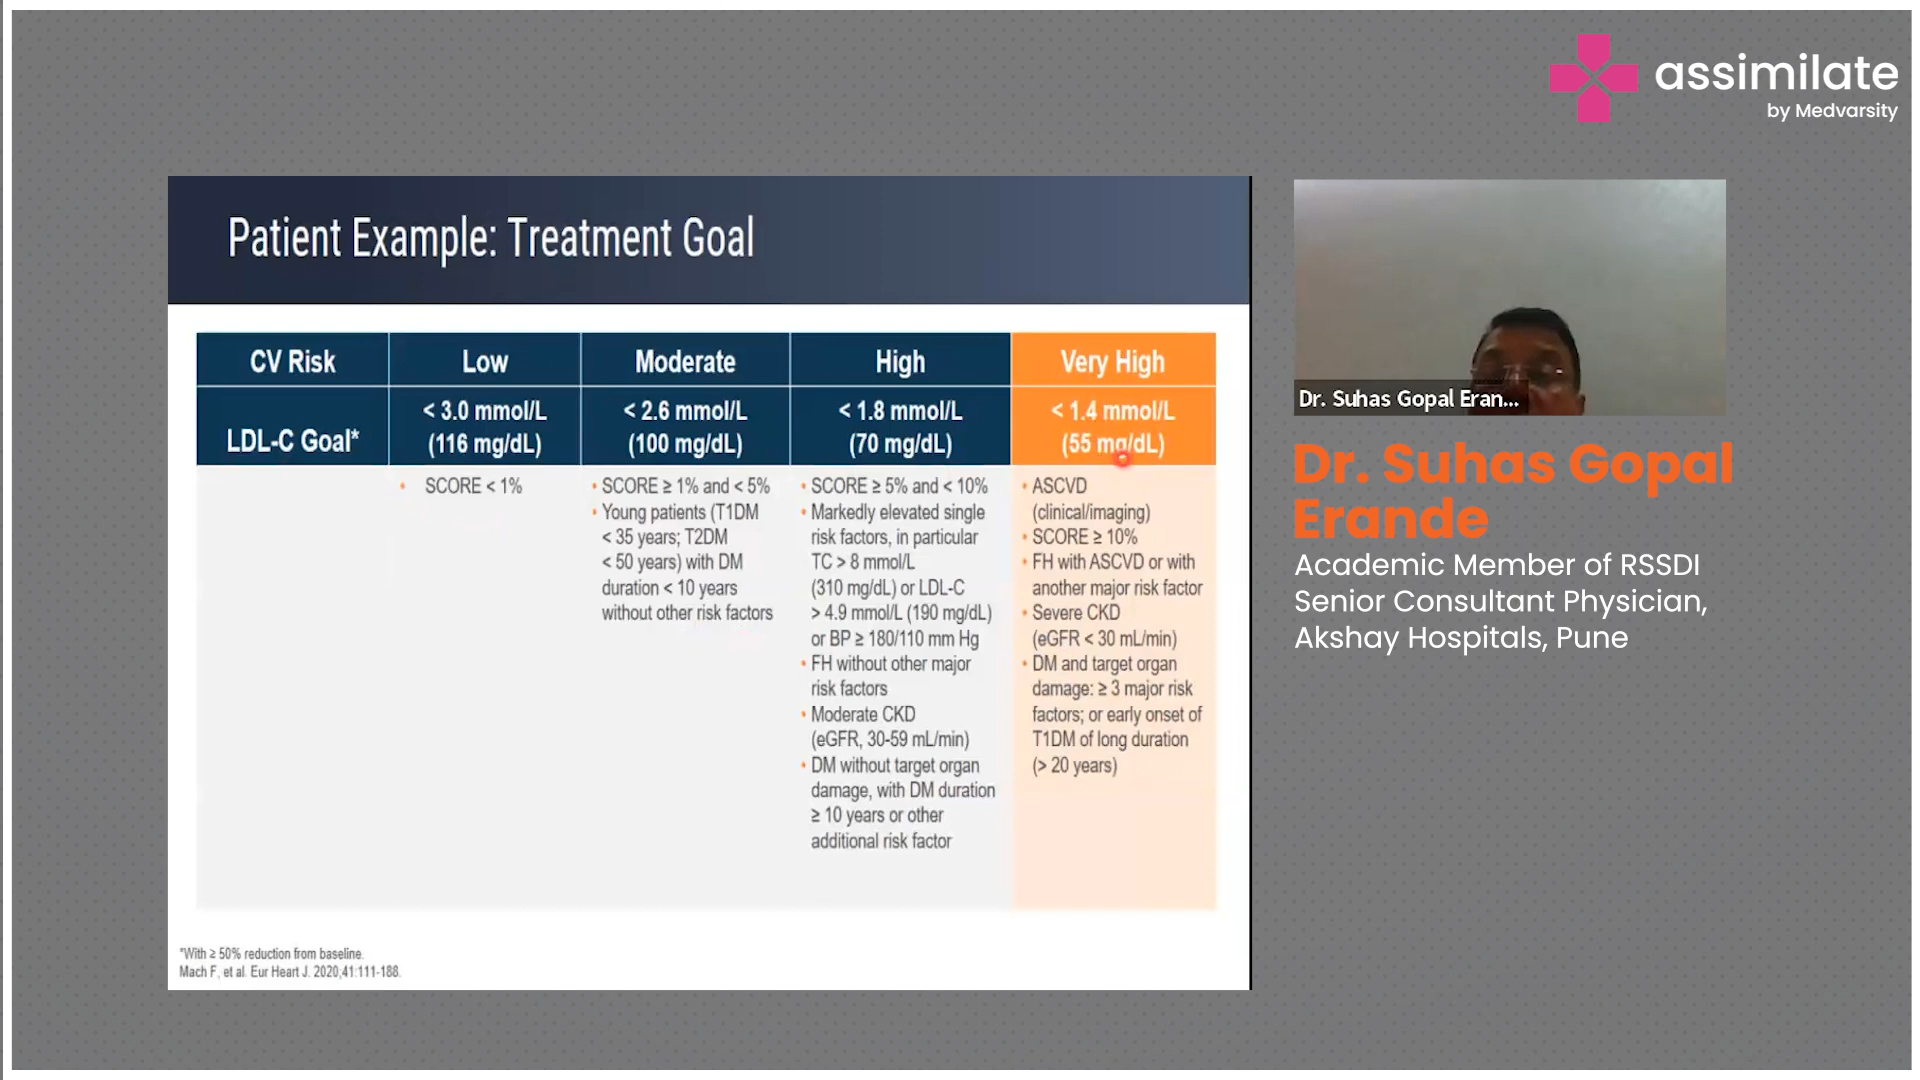 assimilate
by Medvarsity
Patient Example: Treatment Goal
CV Risk
Low
Moderate
High
Very High
LDL-C Goal*
< 3.0 mmol/L
(116 mg/dL)
< 2.6 mmol/L
(100 mg/dL)
< 1.8 mmol/L
(70 mg/dL)
< 1.4 mmol/L
(55 mg/dL)
• SCORE < 1%
• SCORE ≥ 1% and < 5%
• Young patients (T1DM
< 35 years; T2DM
< 50 years) with DM
duration < 10 years
without other risk factors
• SCORE ≥ 5% and < 10%
• Markedly elevated single
risk factors, in particular
TC > 8 mmol/L
(310 mg/dL) or LDL-C
> 4.9 mmol/L (190 mg/dL)
or BP ≥ 180/110 mm Hg
• FH without other major
risk factors
• Moderate CKD
(eGFR, 30-59 mL/min)
• DM without target organ
damage, with DM duration
≥ 10 years or other
additional risk factor
• ASCVD
(clinical/imaging)
• SCORE ≥ 10%
• FH with ASCVD or with
another major risk factor
• Severe CKD
(eGFR < 30 mL/min)
• DM and target organ
damage: ≥ 3 major risk
factors; or early onset of
T1DM of long duration
(> 20 years)
*With ≥ 50% reduction from baseline.
Mach F, et al. Eur Heart J. 2020;41:111-188.
Dr. Suhas Gopal Eran...
Dr. Suhas Gopal
Erande
Academic Member of RSSDI
Senior Consultant Physician,
Akshay Hospitals, Pune